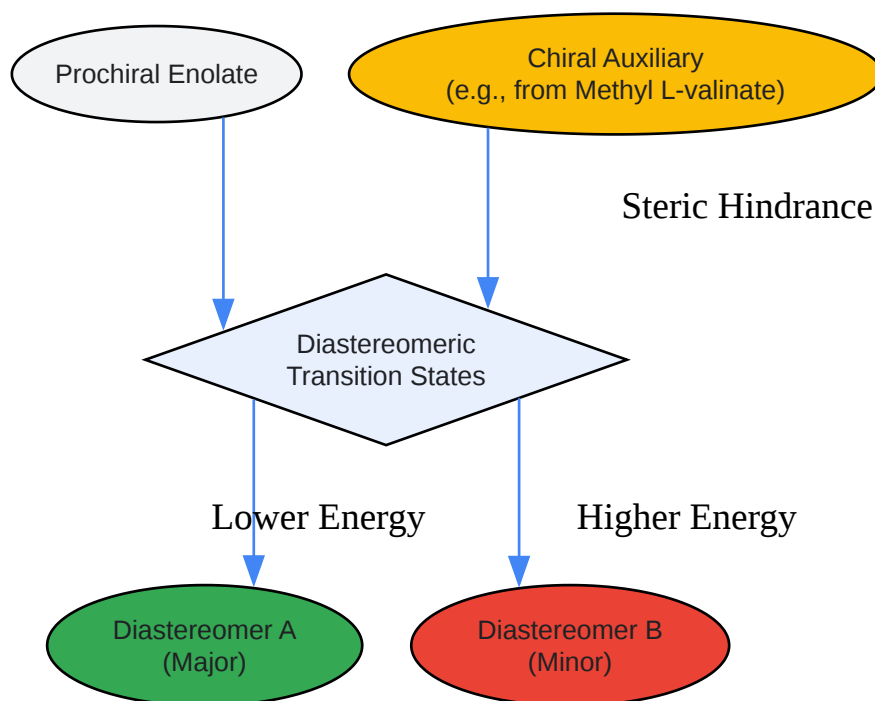 Prochiral Enolate
Chiral Auxiliary
(e.g., from Methyl L-valinate)
Steric Hindrance
Diastereomeric
Transition States
Lower Energy
Higher Energy
Diastereomer A
(Major)
Diastereomer B
(Minor)